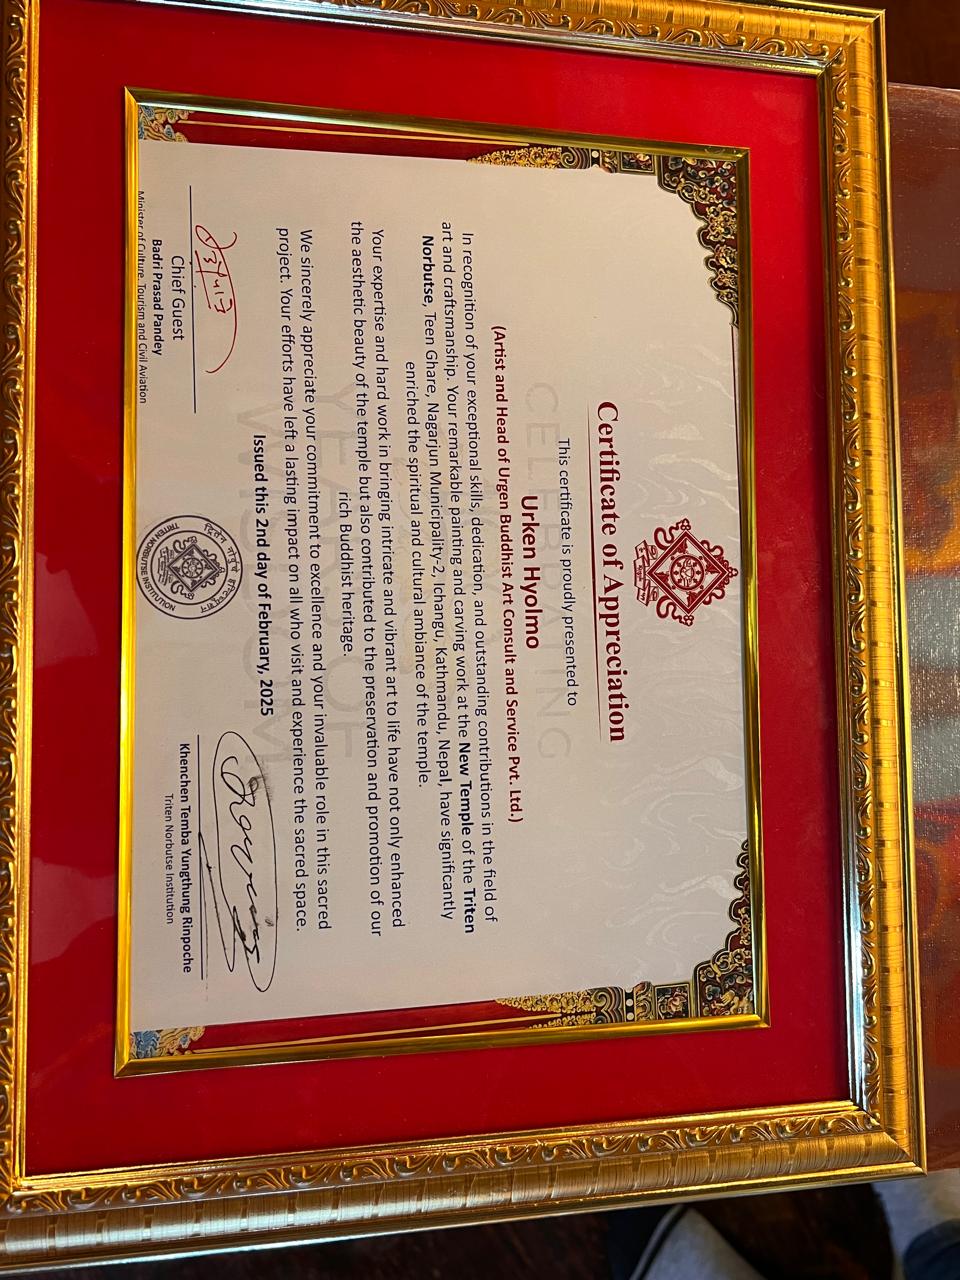 Certificate of Appreciation
This certificate is proudly presented to
Urken Hyolmo
(Artist and Head of Urgen Buddhist Art Consult and Service Pvt. Ltd.)
In recognition of your exceptional skills, dedication, and outstanding contributions in the field of
art and craftsmanship. Your remarkable painting and carving work at the New Temple of the Triten
Norbutse, Teen Ghare, Nagarjun Municipality-2, Ichangu, Kathmandu, Nepal, have significantly
enriched the spiritual and cultural ambiance of the temple.
Your expertise and hard work in bringing intricate and vibrant art to life have not only enhanced
the aesthetic beauty of the temple but also contributed to the preservation and promotion of our
rich Buddhist heritage.
We sincerely appreciate your commitment to excellence and your invaluable role in this sacred
project. Your efforts have left a lasting impact on all who visit and experience the sacred space.
Issued this 2nd day of February, 2025
CELEBRATING
YEAR OF
WISDOM
Chief Guest
Badri Prasad Pandey
Minister of Culture, Tourism and Civil Aviation
TRITEN NORBUTSE INSTITUTION
Khenchen Temba Yungthung Rinpoche
Triten Norbutse Institution